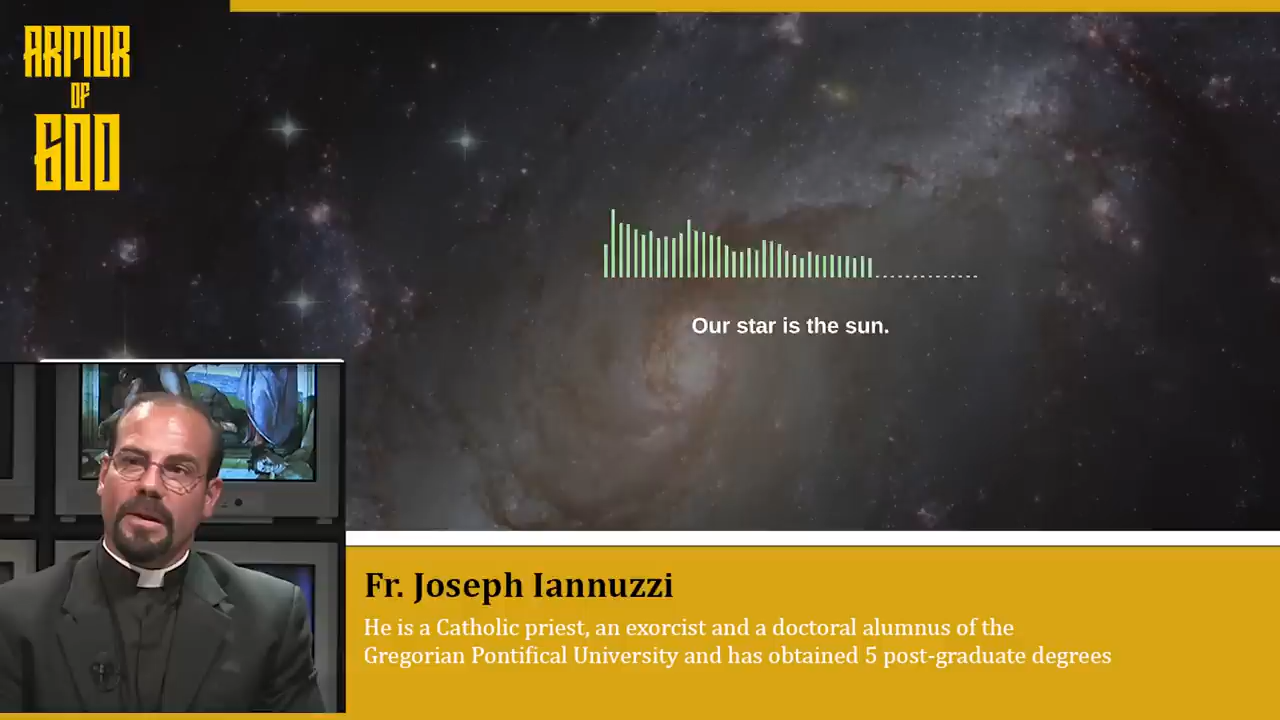 ARMOR
OF
GOD
Our star is the sun.
Fr. Joseph Iannuzzi
He is a Catholic priest, an exorcist and a doctoral alumnus of the
Gregorian Pontifical University and has obtained 5 post-graduate degrees